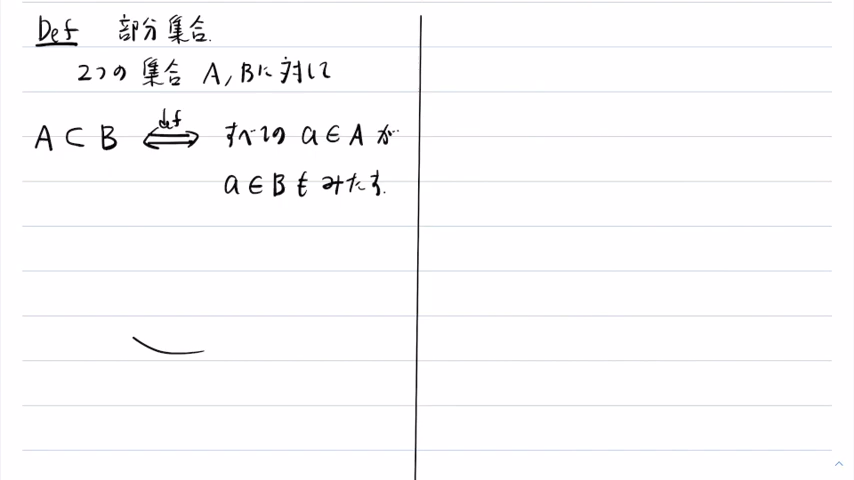 Def 部分集合.
2つの集合 A, Bに対して
A ⊂ B ⇔ def すべての a ∈ A が
a ∈ B も みたす.